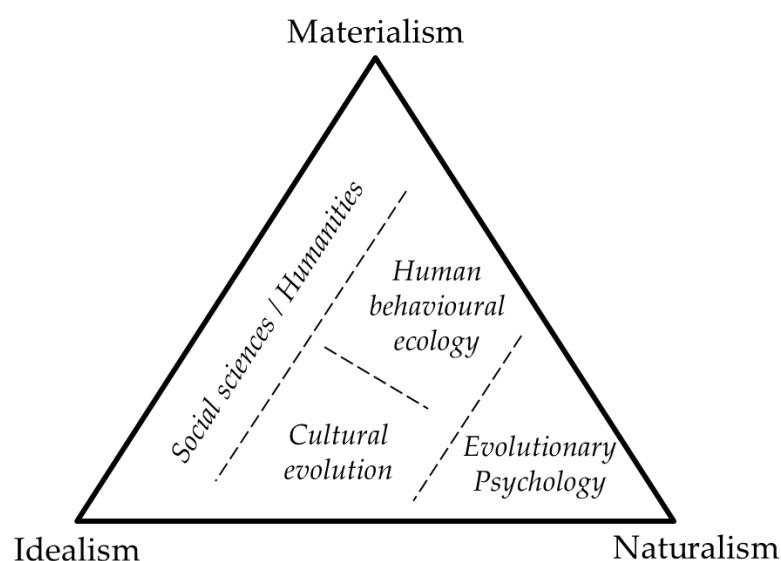 Materialism
Social sciences / Humanities
Human
behavioural
ecology
Cultural
evolution
Evolutionary
Psychology
Idealism
Naturalism